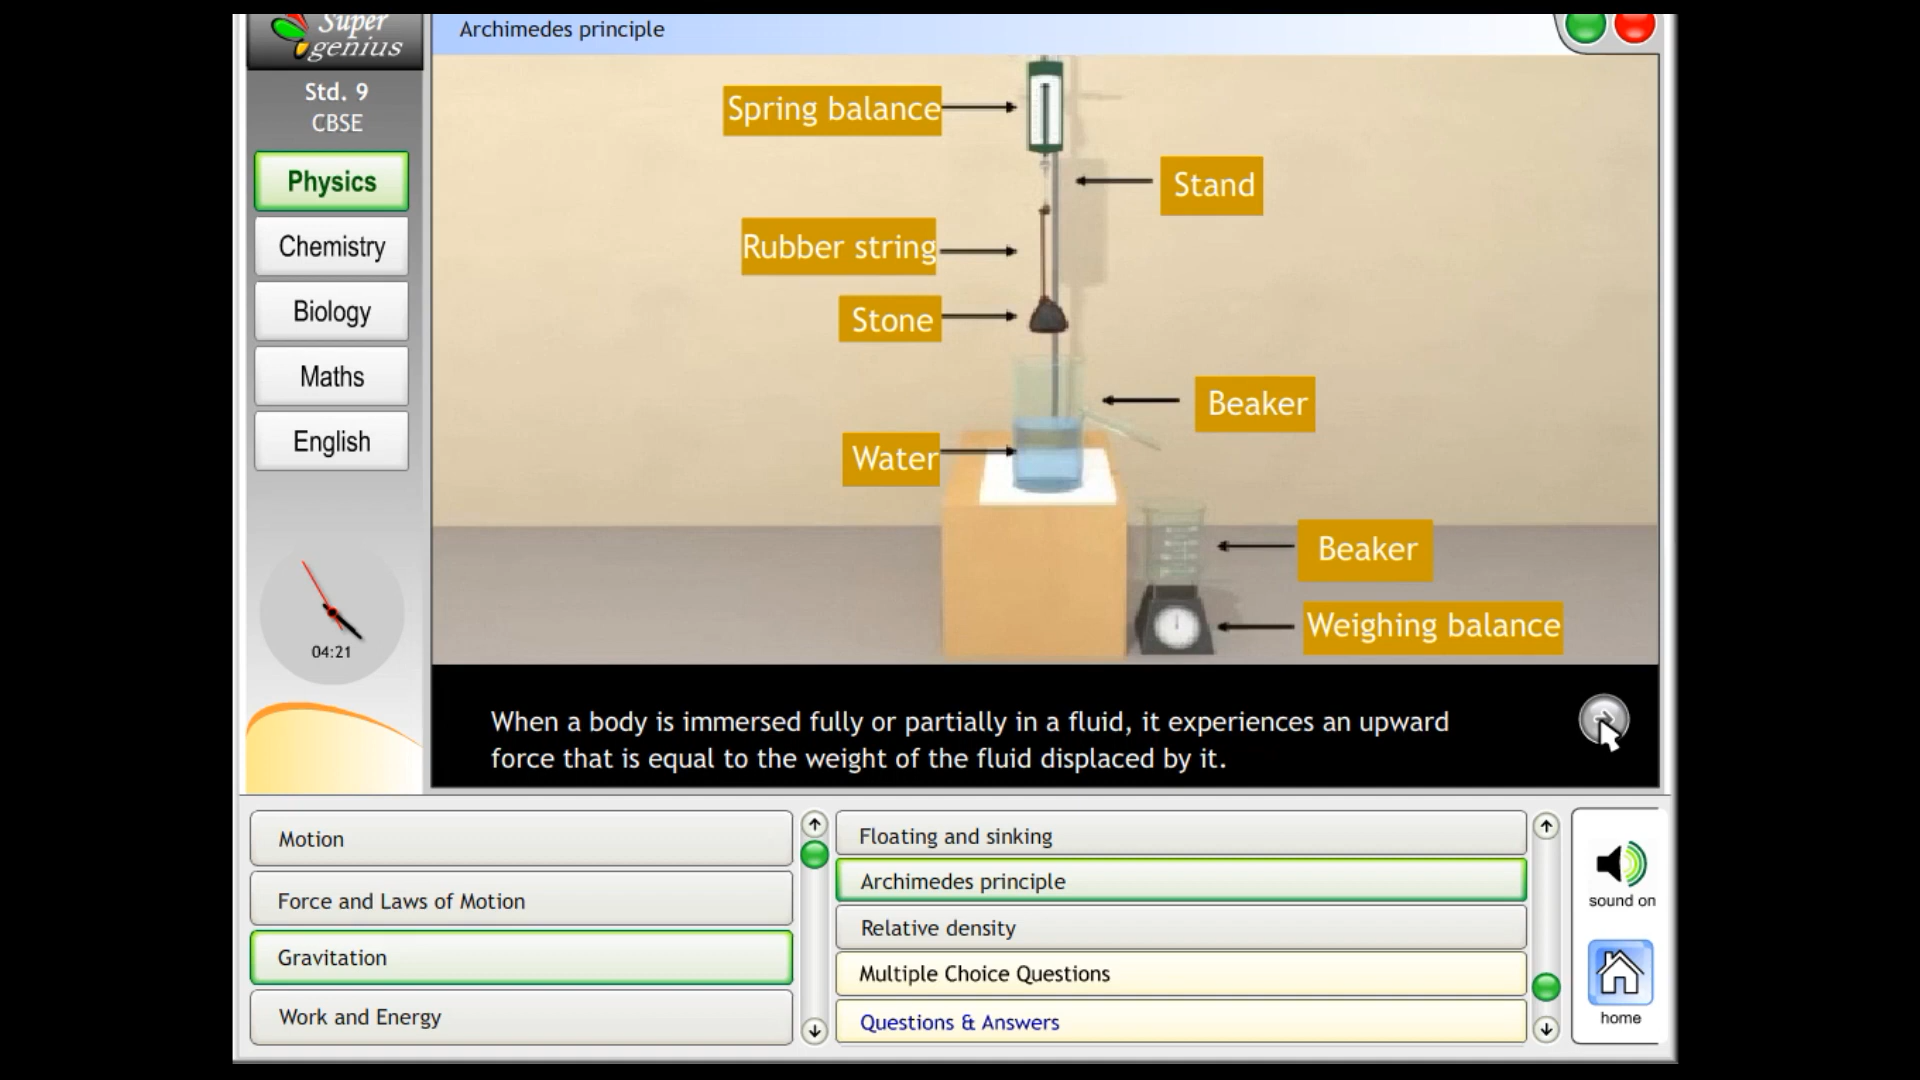 Super
genius
Archimedes principle
Std. 9
CBSE
Physics
Chemistry
Biology
Maths
English
04:21
Spring balance
Stand
Rubber string
Stone
Beaker
Water
Beaker
Weighing balance
When a body is immersed fully or partially in a fluid, it experiences an upward
force that is equal to the weight of the fluid displaced by it.
Motion
Force and Laws of Motion
Gravitation
Work and Energy
Floating and sinking
Archimedes principle
Relative density
Multiple Choice Questions
Questions & Answers
sound on
home